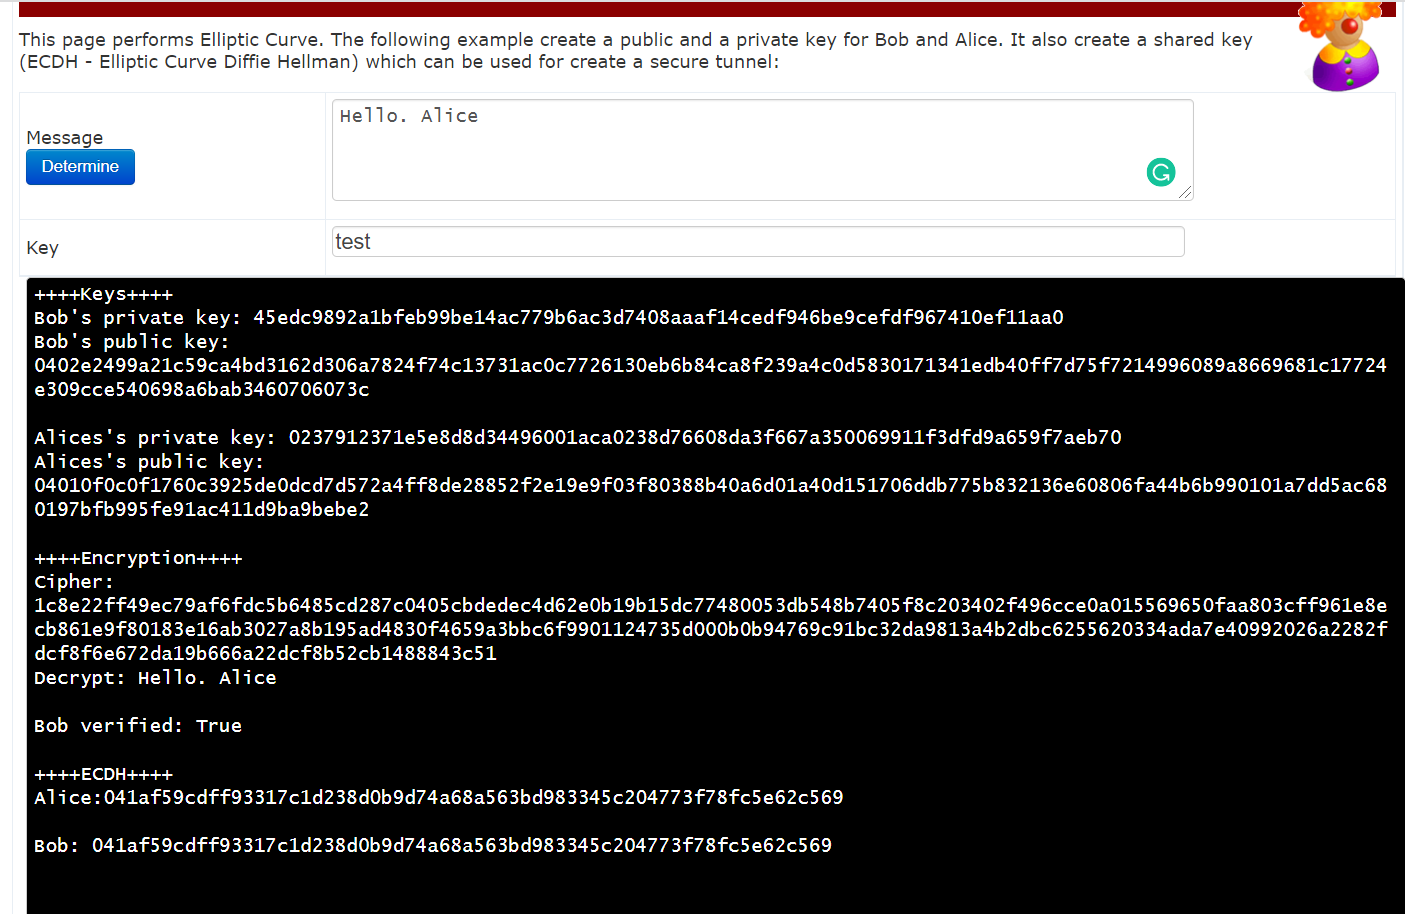 This page performs Elliptic Curve. The following example create a public and a private key for Bob and Alice. It also create a shared key
(ECDH - Elliptic Curve Diffie Hellman) which can be used for create a secure tunnel:
Message
Determine
Hello. Alice
Key
test
++++Keys++++
Bob's private key: 45edc9892a1bfeb99be14ac779b6ac3d7408aaaf14cedf946be9cefdf967410ef11aa0
Bob's public key:
0402e2499a21c59ca4bd3162d306a7824f74c13731ac0c7726130eb6b84ca8f239a4c0d5830171341edb40ff7d75f7214996089a8669681c17724
e309cce540698a6bab3460706073c
Alices's private key: 0237912371e5e8d8d34496001aca0238d76608da3f667a350069911f3dfd9a659f7aeb70
Alices's public key:
04010f0c0f1760c3925de0dcd7d572a4ff8de28852f2e19e9f03f80388b40a6d01a40d151706ddb775b832136e60806fa44b6b990101a7dd5ac68
0197bfb995fe91ac411d9ba9bebe2
++++Encryption++++
Cipher:
1c8e22ff49ec79af6fdc5b6485cd287c0405cbdedec4d62e0b19b15dc77480053db548b7405f8c203402f496cce0a015569650faa803cff961e8e
cb861e9f80183e16ab3027a8b195ad4830f4659a3bbc6f9901124735d000b0b94769c91bc32da9813a4b2dbc6255620334ada7e40992026a2282f
dcf8f6e672da19b666a22dcf8b52cb1488843c51
Decrypt: Hello. Alice
Bob verified: True
++++ECDH++++
Alice:041af59cdff93317c1d238d0b9d74a68a563bd983345c204773f78fc5e62c569
Bob: 041af59cdff93317c1d238d0b9d74a68a563bd983345c204773f78fc5e62c569